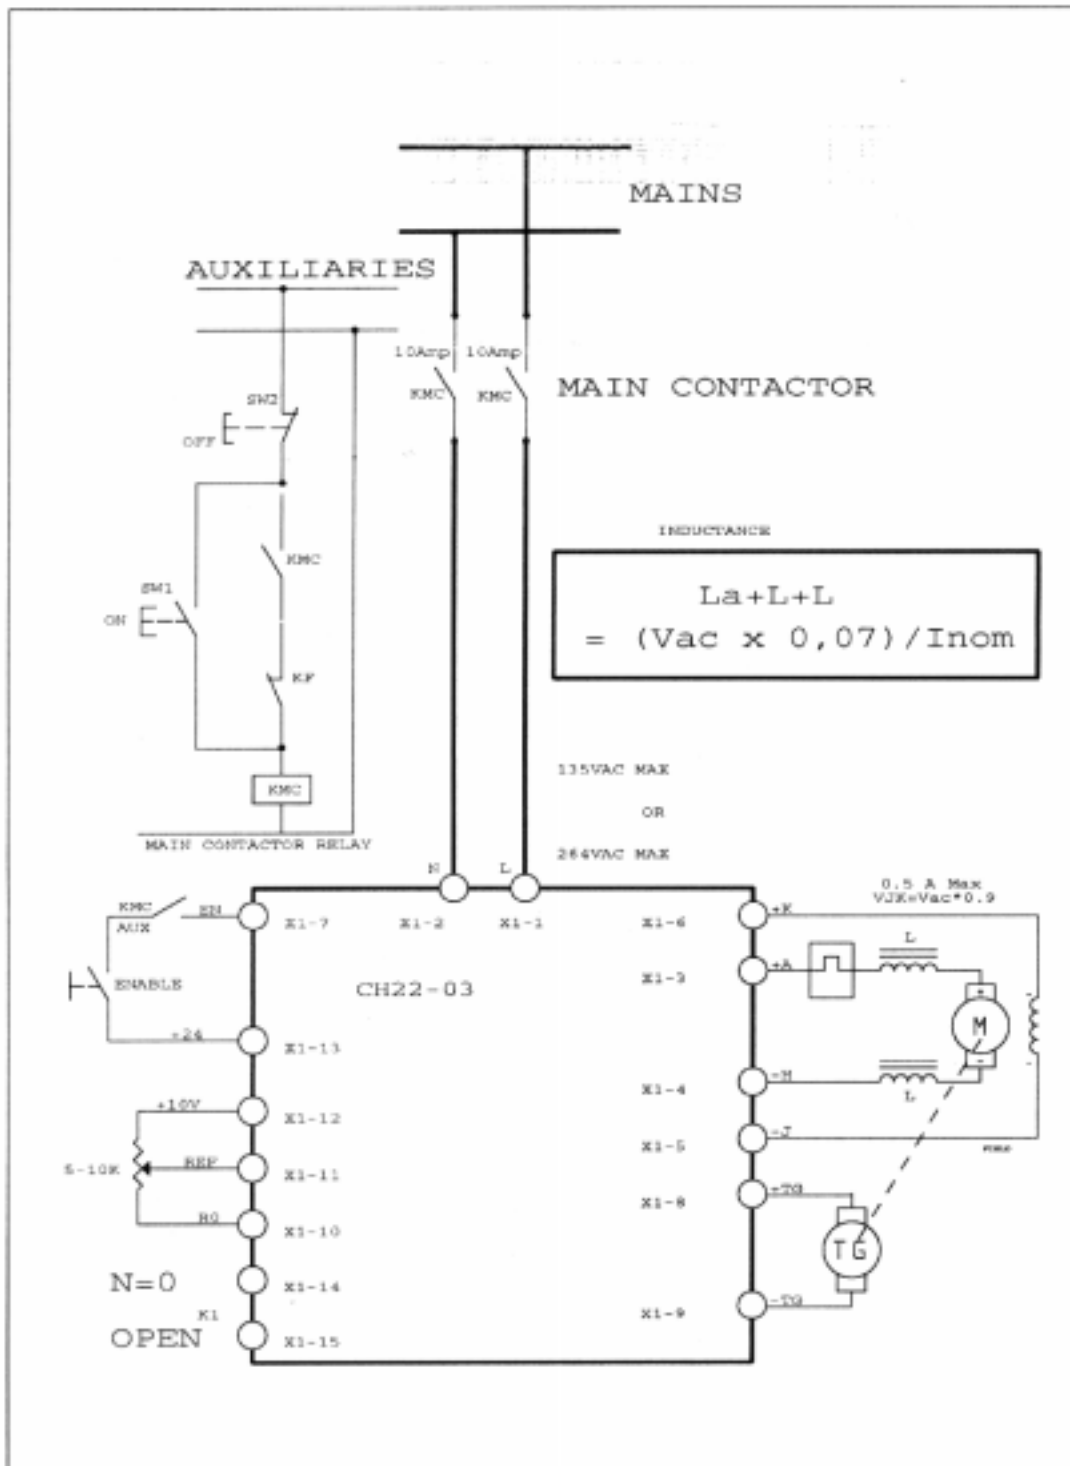 MAINS
AUXILIARIES
10Amp 10Amp
KMC KMC
MAIN CONTACTOR
SW2
OFF
INDUCTANCE
KMC
La+L+L
= (Vac x 0,07)/Inom
SW1
ON
KF
135VAC MAX
OR
KMC
MAIN CONTACTOR RELAY
264VAC MAX
N L
0.5 A Max
VJK=Vac*0.9
KMC
AUX
EN
X1-7 X1-2 X1-1 X1-6
+K
L
+A
X1-3
ENABLE
CH22-03
+
M
-
X1-13
-M
X1-4
L
+10V
X1-12
-J
X1-5
5-10K
REF
X1-11
+TG
X1-8
X1-10
TG
N=0
X1-14
-TG
X1-9
K1
OPEN
X1-15